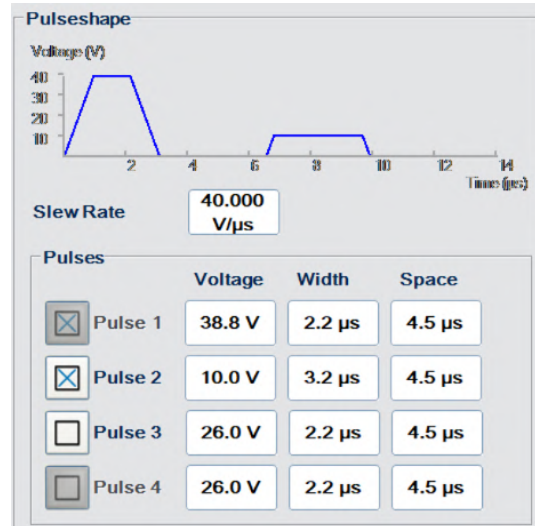 Pulseshape
Voltage (V)
40
30
20
10
2 4 6 8 10 12 14
Time (µs)
Slew Rate 40.000 V/µs
Pulses
Voltage Width Space
Pulse 1 38.8 V 2.2 µs 4.5 µs
Pulse 2 10.0 V 3.2 µs 4.5 µs
Pulse 3 26.0 V 2.2 µs 4.5 µs
Pulse 4 26.0 V 2.2 µs 4.5 µs